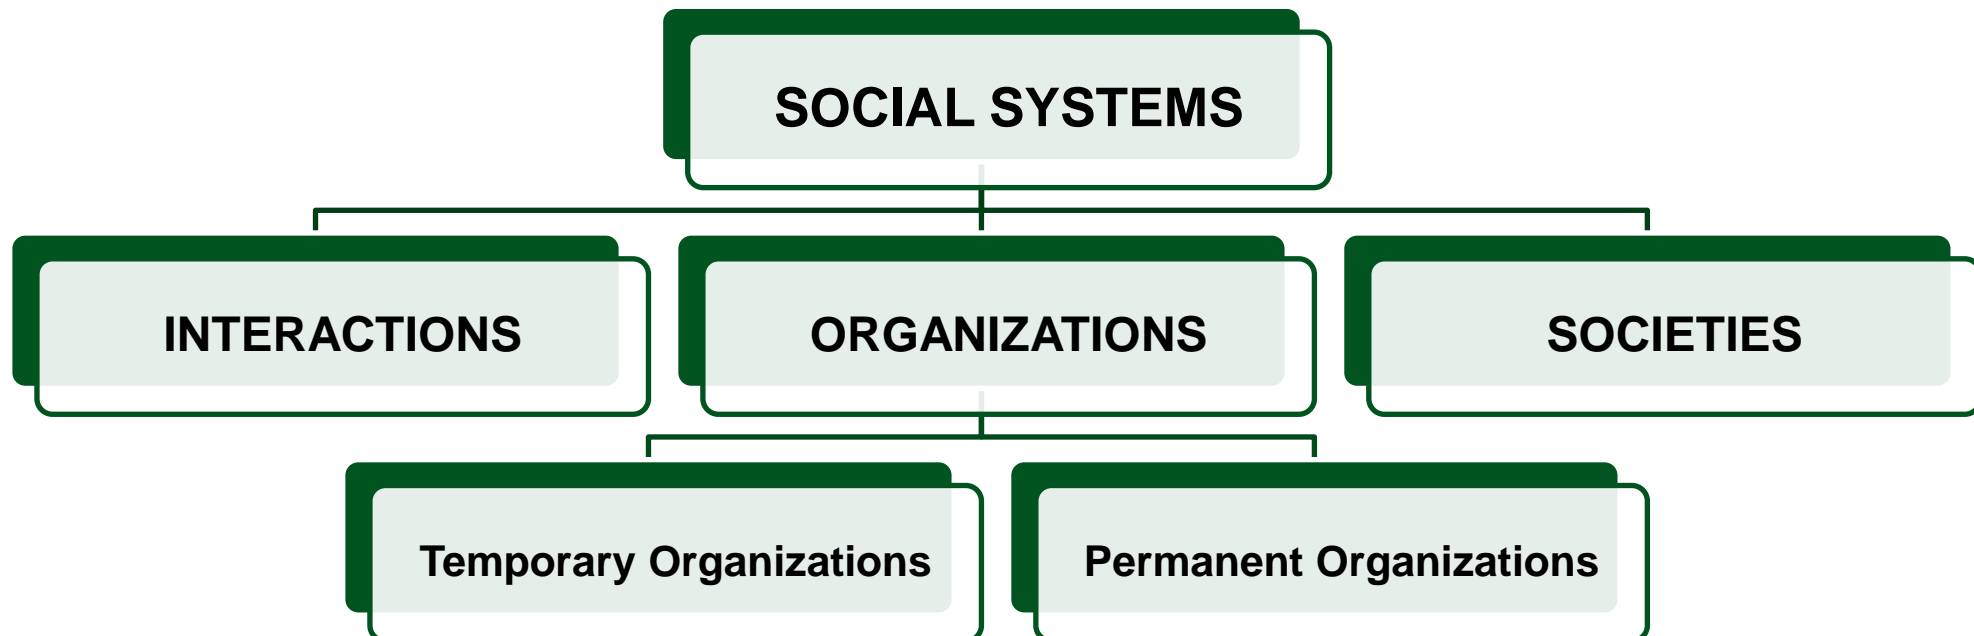 SOCIAL SYSTEMS
INTERACTIONS
ORGANIZATIONS
SOCIETIES
Temporary Organizations
Permanent Organizations